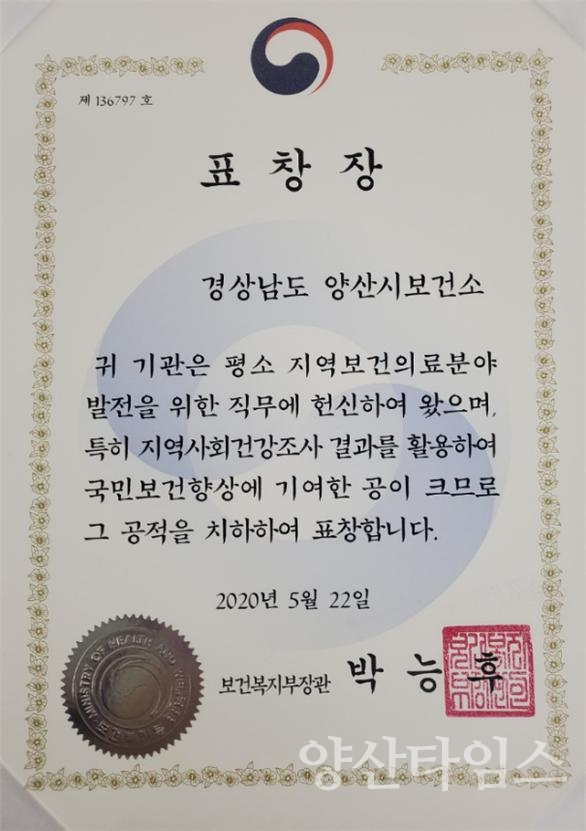 제 136797 호
표 창 장
경상남도 양산시보건소
귀 기관은 평소 지역보건의료분야
발전을 위한 직무에 헌신하여 왔으며,
특히 지역사회건강조사 결과를 활용하여
국민보건향상에 기여한 공이 크므로
그 공적을 치하하여 표창합니다.
2020년 5월 22일
MINISTRY OF HEALTH AND WELFARE
보건복지부장관 박 능 후
양산타임스